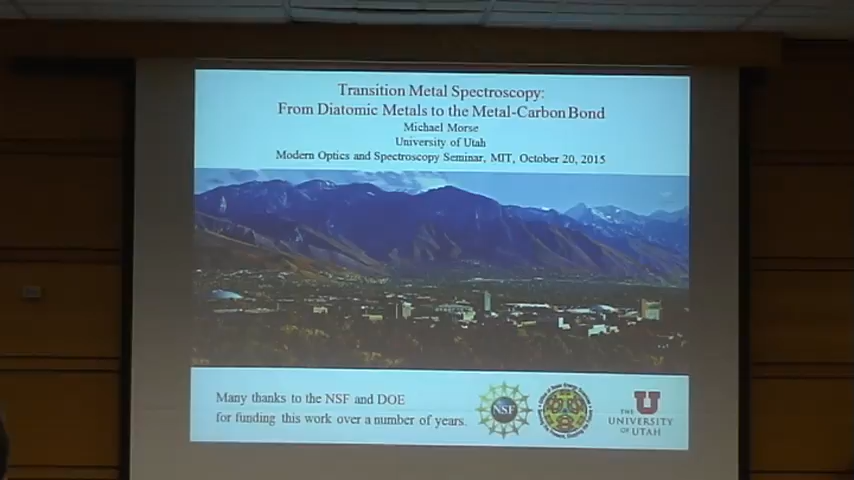 Transition Metal Spectroscopy:
From Diatomic Metals to the Metal-Carbon Bond
Michael Morse
University of Utah
Modern Optics and Spectroscopy Seminar, MIT, October 20, 2015
Many thanks to the NSF and DOE
for funding this work over a number of years.
NSF
U
THE
UNIVERSITY
OF UTAH